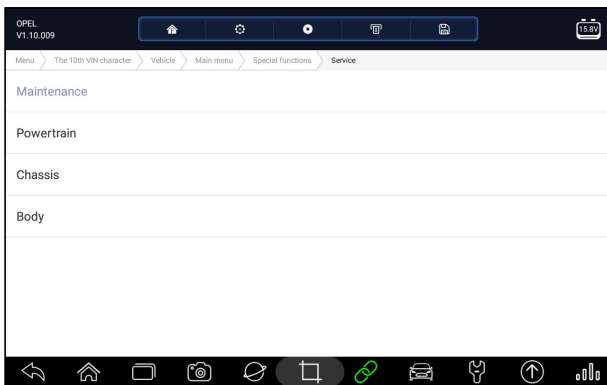 OPEL
V1.10.009
15.8V
Menu
The 10th VIN character
Vehicle
Main menu
Special functions
Service
Maintenance
Powertrain
Chassis
Body